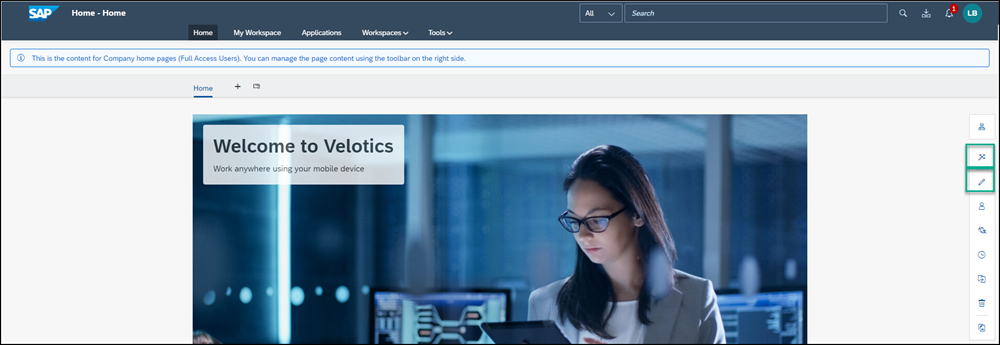 SAP Home - Home All Search 1 LB
Home My Workspace Applications Workspaces Tools
This is the content for Company home pages (Full Access Users). You can manage the page content using the toolbar on the right side.
Home +
Welcome to Velotics
Work anywhere using your mobile device